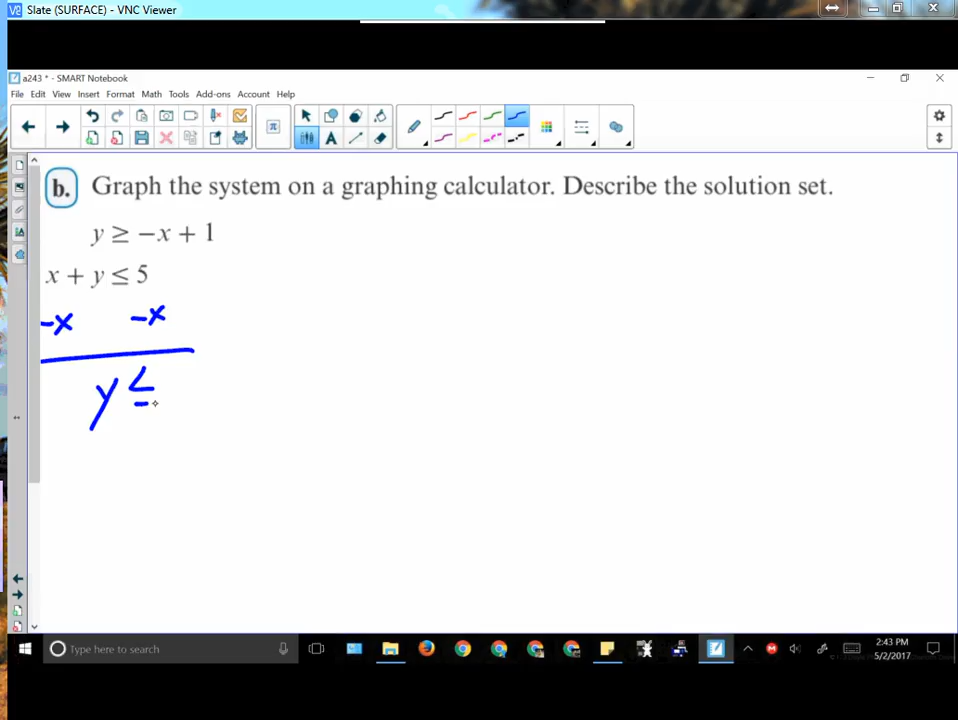 Slate (SURFACE) - VNC Viewer
a243 * - SMART Notebook
File Edit View Insert Format Math Tools Add-ons Account Help
b. Graph the system on a graphing calculator. Describe the solution set.
y ≥ −x + 1
x + y ≤ 5
-x -x
y ≤
Type here to search
2:43 PM
5/2/2017